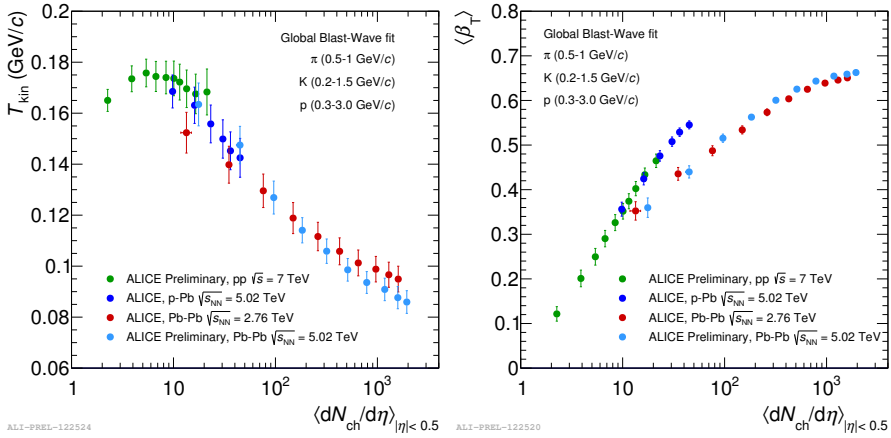 T_kin (GeV/c)
0.18
0.16
0.14
0.12
0.1
0.08
0.06
Global Blast-Wave fit
π (0.5-1 GeV/c)
K (0.2-1.5 GeV/c)
p (0.3-3.0 GeV/c)
ALICE Preliminary, pp √s = 7 TeV
ALICE, p-Pb √s_NN = 5.02 TeV
ALICE, Pb-Pb √s_NN = 2.76 TeV
ALICE Preliminary, Pb-Pb √s_NN = 5.02 TeV
1 10 10² 10³
⟨dN_ch/dη⟩_|η|< 0.5
ALI-PREL-122524
⟨β_T⟩
0.8
0.7
0.6
0.5
0.4
0.3
0.2
0.1
0
Global Blast-Wave fit
π (0.5-1 GeV/c)
K (0.2-1.5 GeV/c)
p (0.3-3.0 GeV/c)
ALICE Preliminary, pp √s = 7 TeV
ALICE, p-Pb √s_NN = 5.02 TeV
ALICE, Pb-Pb √s_NN = 2.76 TeV
ALICE Preliminary, Pb-Pb √s_NN = 5.02 TeV
1 10 10² 10³
⟨dN_ch/dη⟩_|η|< 0.5
ALI-PREL-122520